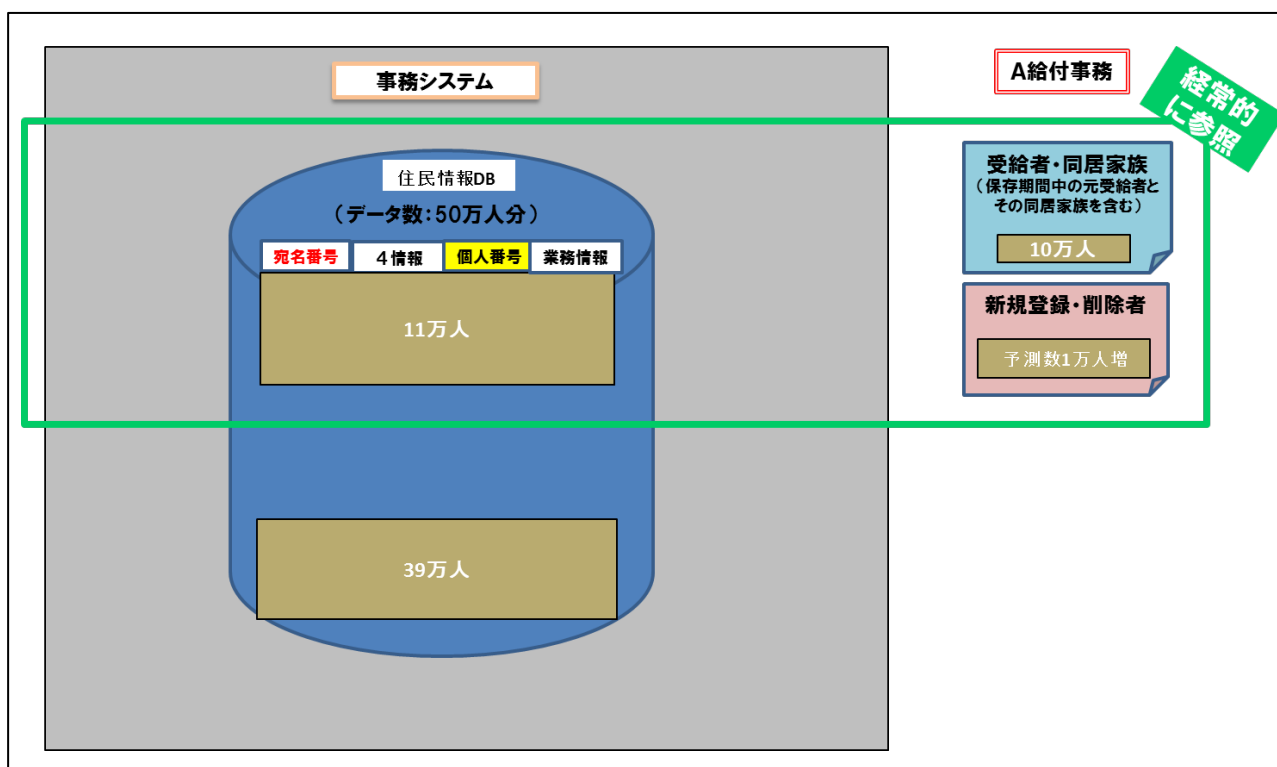 事務システム
A給付事務
経常的
に参照
住民情報DB
(データ数:50万人分)
宛名番号 4情報 個人番号 業務情報
11万人
39万人
受給者・同居家族
(保存期間中の元受給者と
その同居家族を含む)
10万人
新規登録・削除者
予測数1万人増